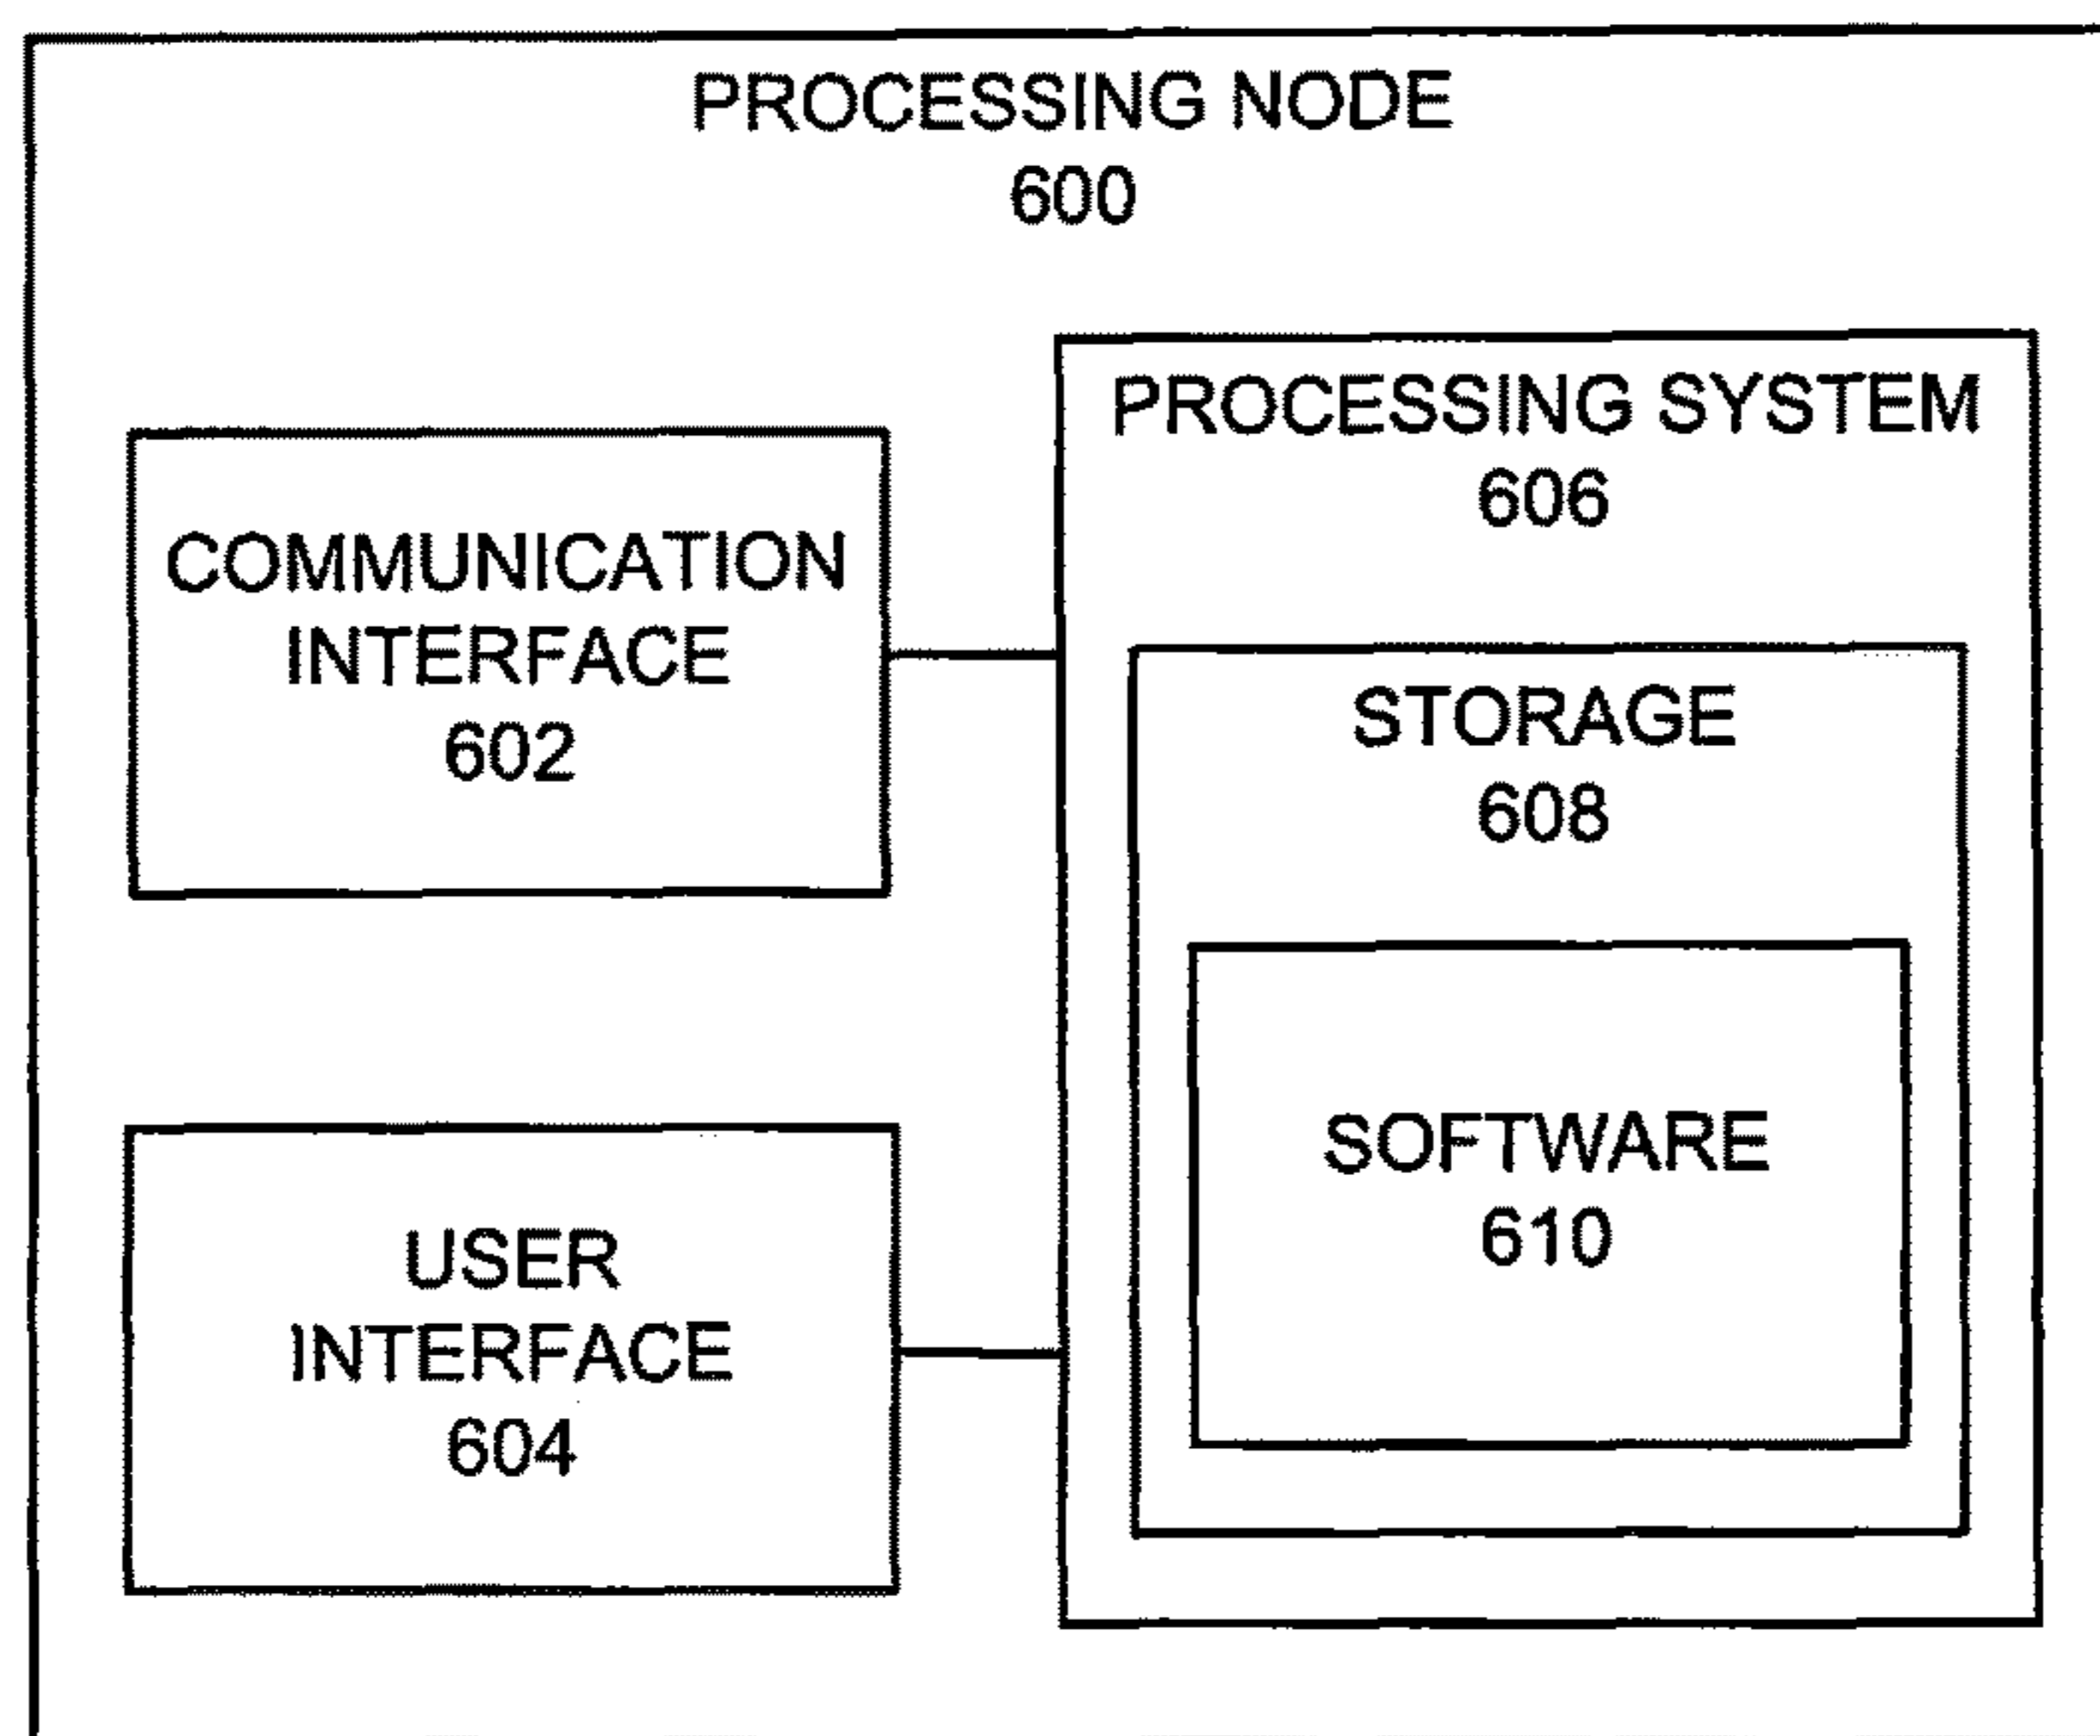 PROCESSING NODE
600
PROCESSING SYSTEM
606
COMMUNICATION
INTERFACE
602
STORAGE
608
SOFTWARE
610
USER
INTERFACE
604